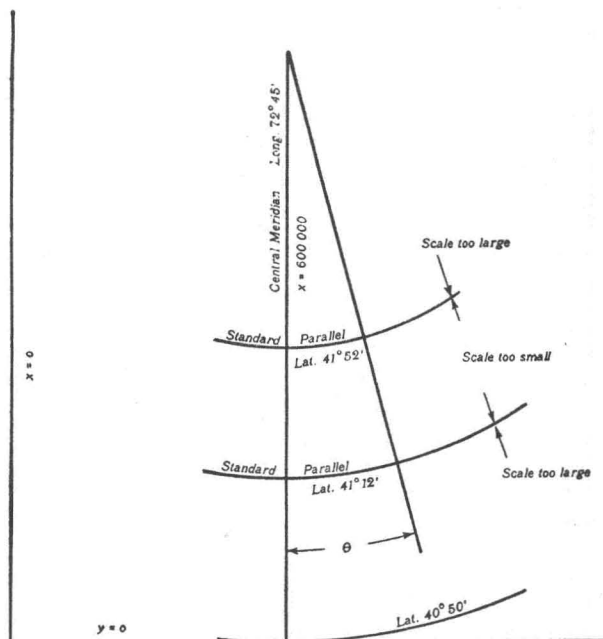 Central Meridian Long. 72°45'
x = 600 000
Scale too large
Standard Parallel
Lat. 41°52'
x = 0
Scale too small
Standard Parallel
Lat. 41°12'
Scale too large
θ
Lat. 40°50'
y = 0